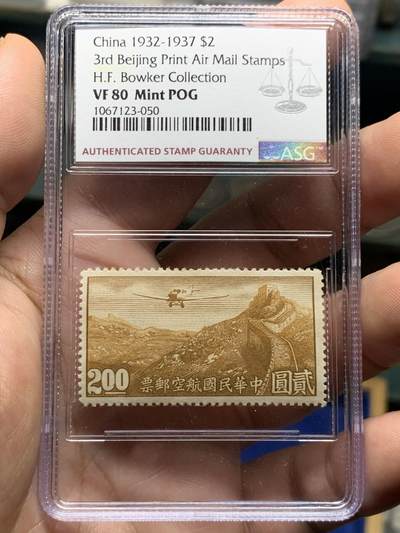 China 1932-1937 $2
3rd Beijing Print Air Mail Stamps
H.F. Bowker Collection
VF 80 Mint POG
1067123-050
AUTHENTICATED STAMP GUARANTY
ASG
2.00 票郵空航國民華中 圓貳